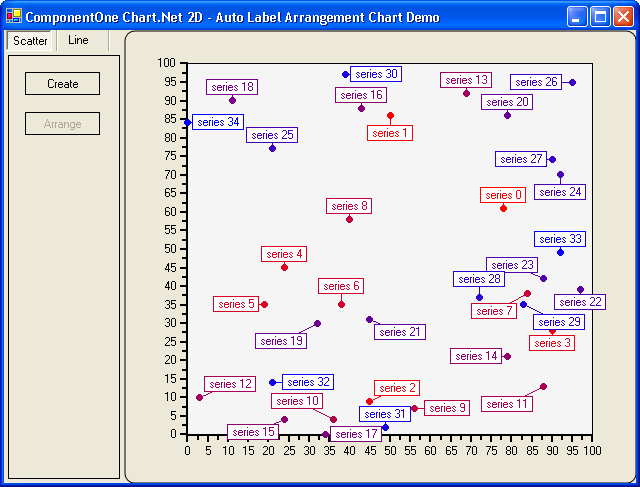 ComponentOne Chart.Net 2D - Auto Label Arrangement Chart Demo
Scatter Line
Create
Arrange
100
95
90
85
80
75
70
65
60
55
50
45
40
35
30
25
20
15
10
5
0
series 30
series 13
series 26
series 18
series 16
series 20
series 34
series 25
series 1
series 27
series 24
series 0
series 8
series 33
series 4
series 23
series 28
series 6
series 22
series 5
series 7
series 29
series 21
series 19
series 3
series 14
series 12
series 32
series 2
series 10
series 11
series 9
series 31
series 15
series 17
0 5 10 15 20 25 30 35 40 45 50 55 60 65 70 75 80 85 90 95 100